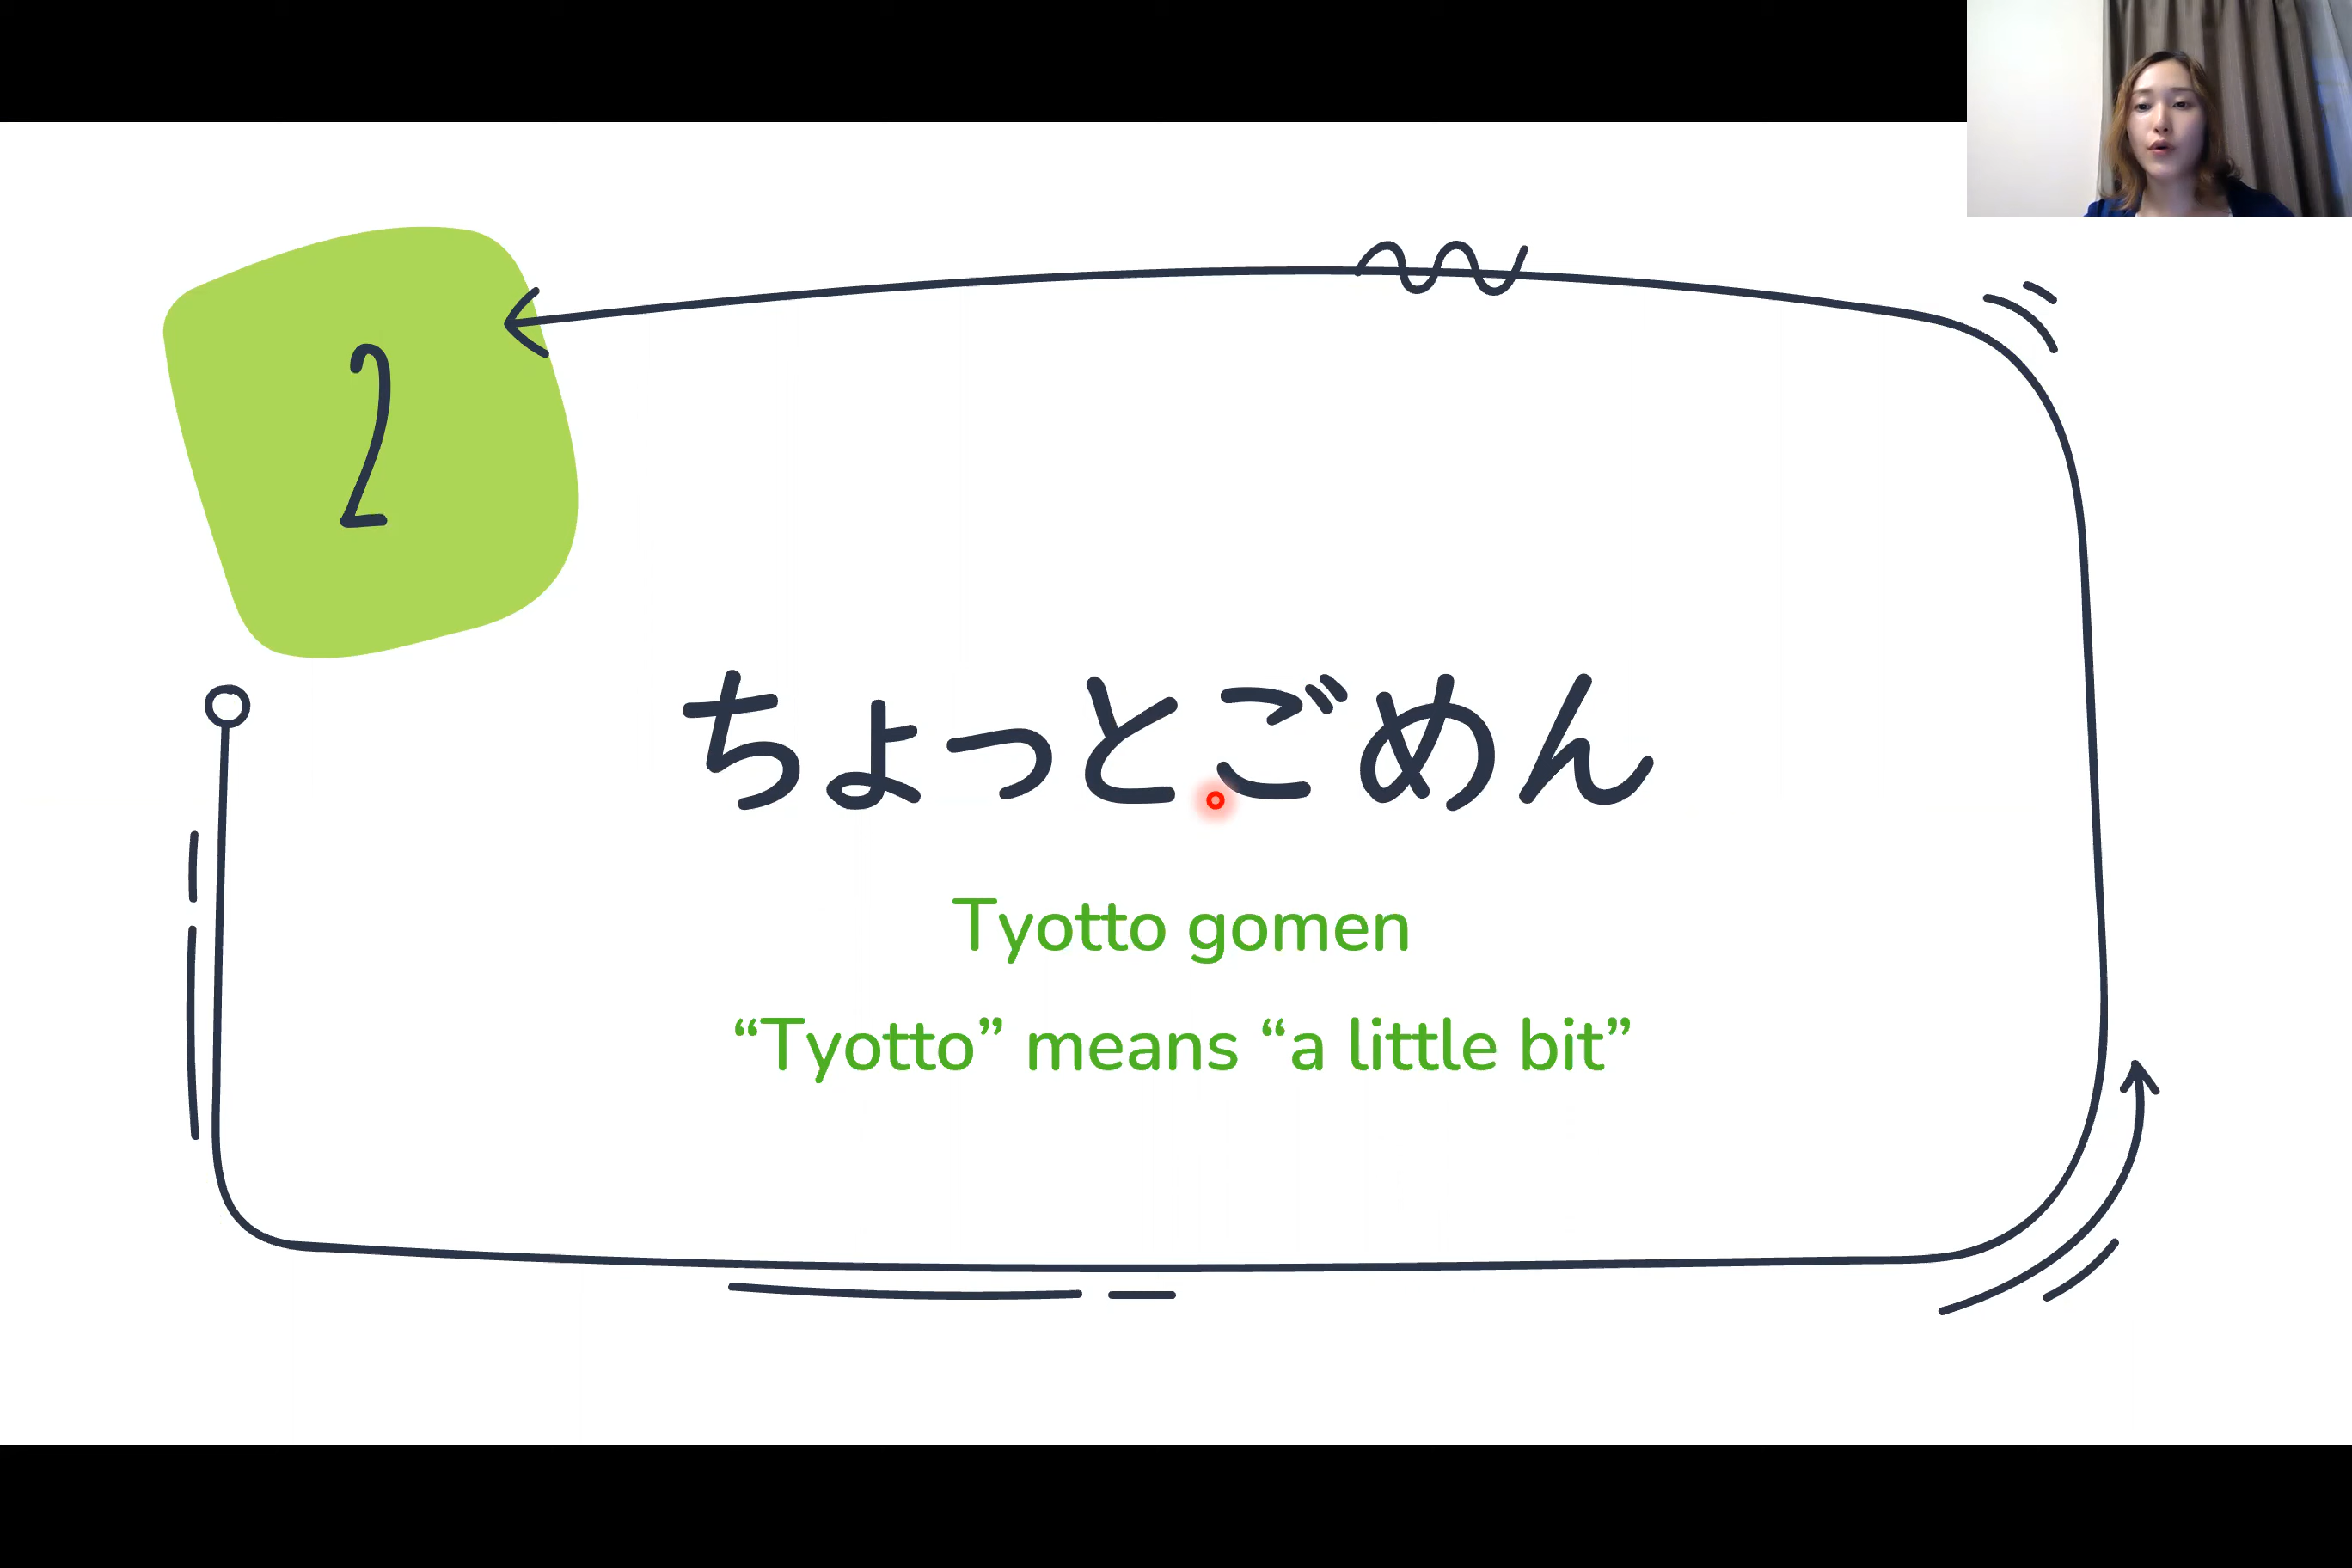 2
ちょっとごめん
Tyotto gomen
“Tyotto” means “a little bit”